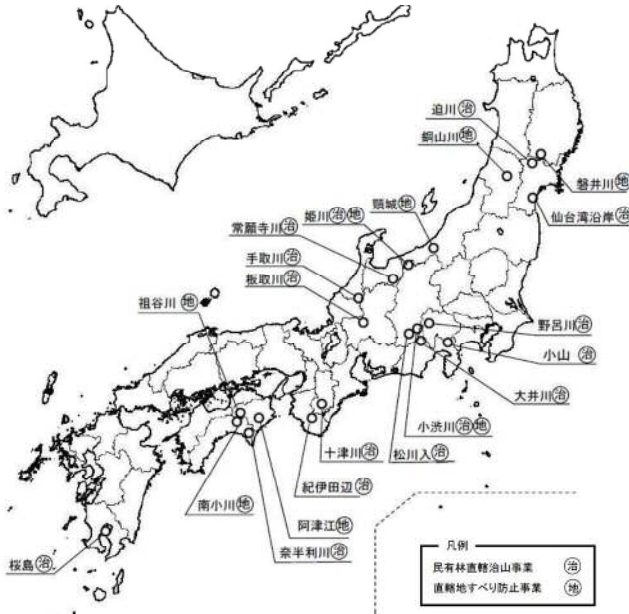 迫川治
銅山川地
磐井川地
仙台湾沿岸治
頸城地
姫川治地
常願寺川治
手取川治
板取川治
祖谷川地
野呂川治
小山治
大井川治
小渋川治地
松川入治
十津川治
紀伊田辺治
阿津江地
奈半利川治
南小川地
桜島治
凡例
民有林直轄治山事業 治
直轄地すべり防止事業 地